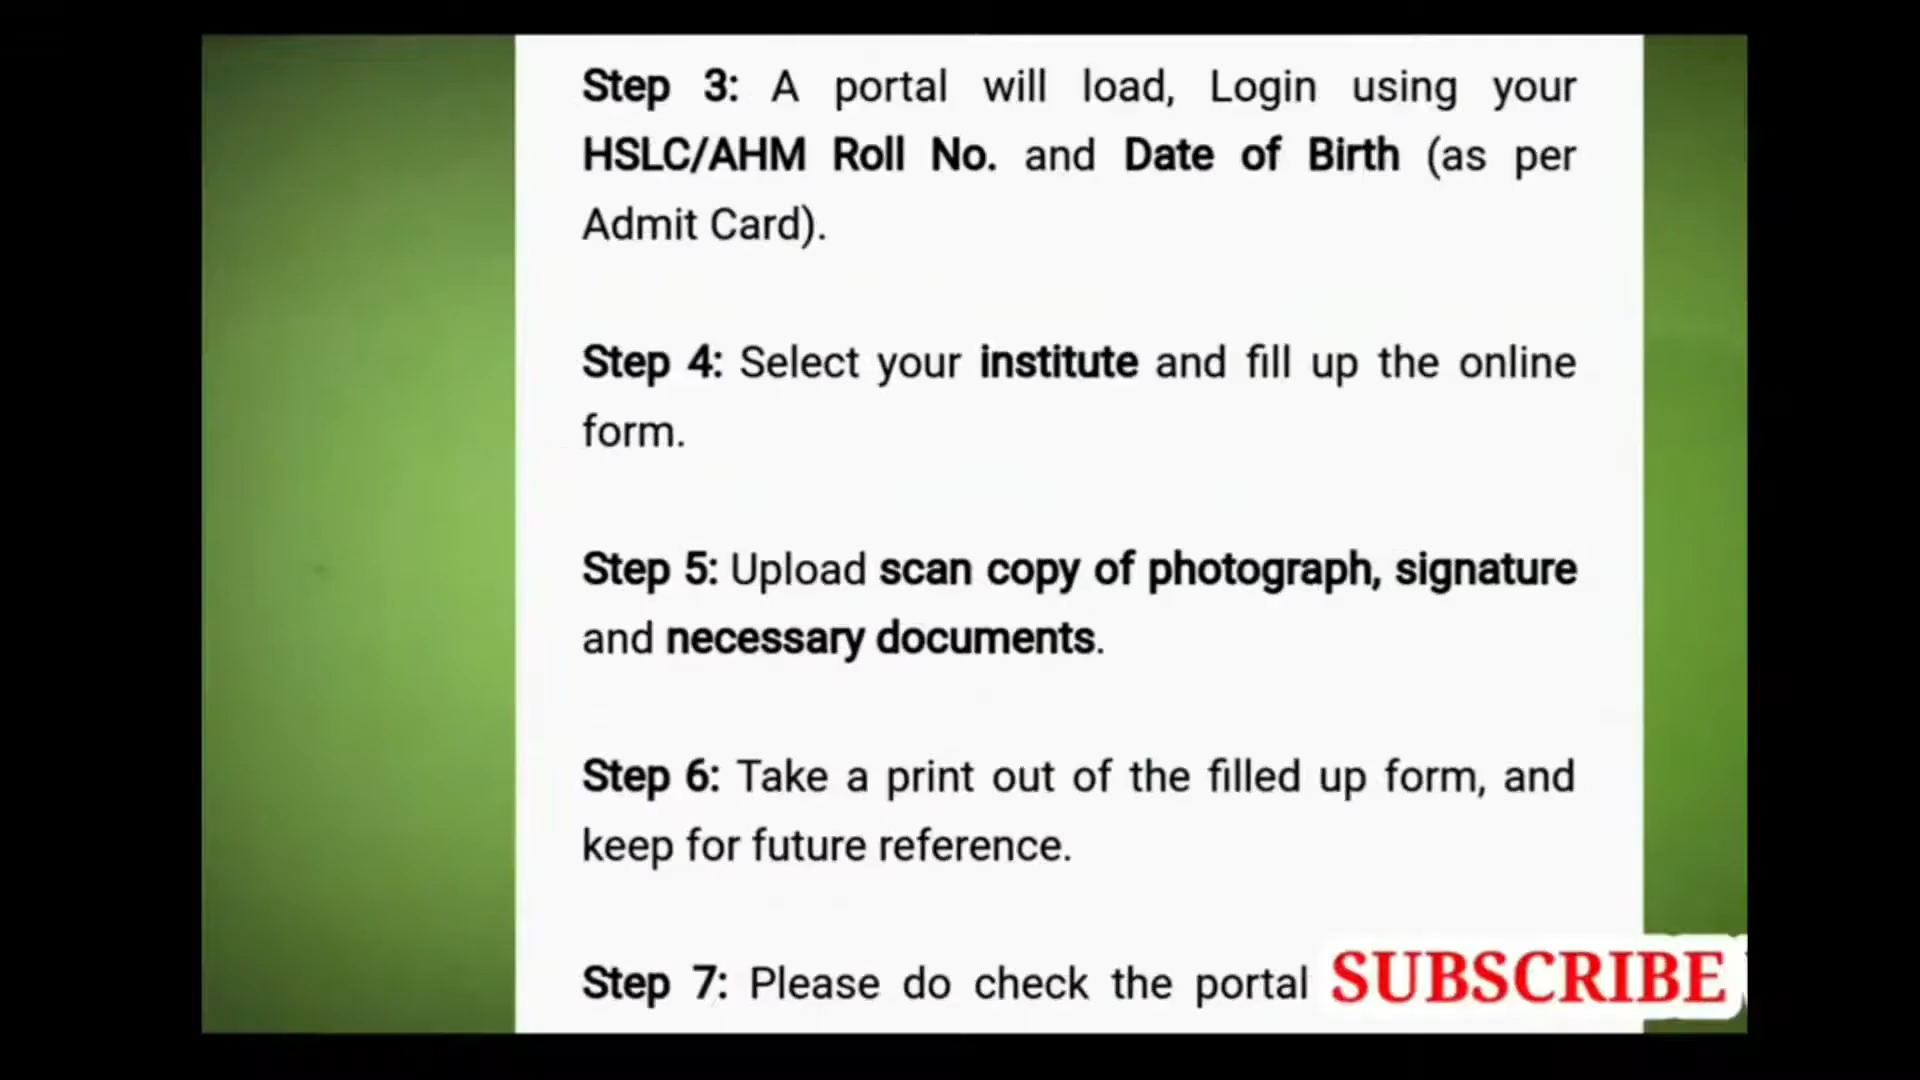 Step 3: A portal will load, Login using your
HSLC/AHM Roll No. and Date of Birth (as per
Admit Card).
Step 4: Select your institute and fill up the online
form.
Step 5: Upload scan copy of photograph, signature
and necessary documents.
Step 6: Take a print out of the filled up form, and
keep for future reference.
Step 7: Please do check the portal
SUBSCRIBE